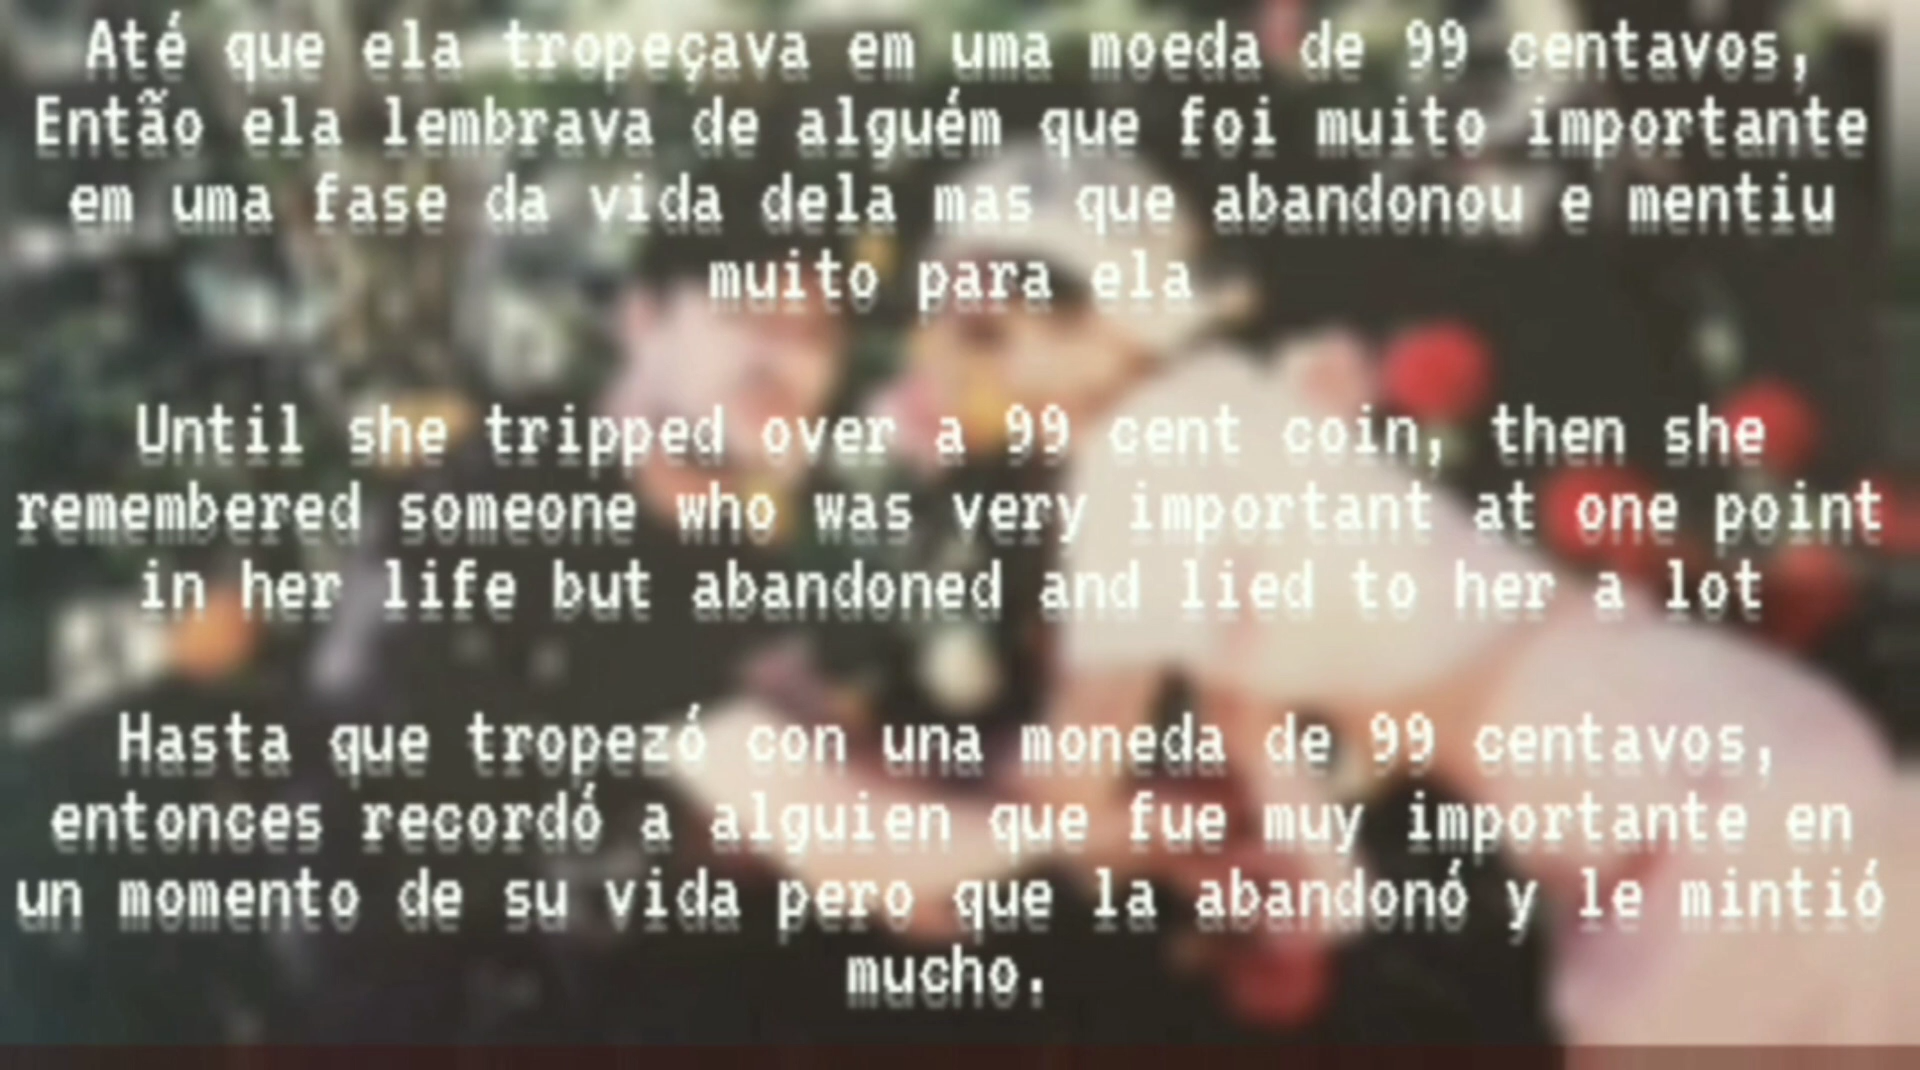 Até que ela tropeçava em uma moeda de 99 centavos,
Então ela lembrava de alguém que foi muito importante
em uma fase da vida dela mas que abandonou e mentiu
muito para ela
Until she tripped over a 99 cent coin, then she
remembered someone who was very important at one point
in her life but abandoned and lied to her a lot
Hasta que tropezó con una moneda de 99 centavos,
entonces recordó a alguien que fue muy importante en
un momento de su vida pero que la abandonó y le mintió
mucho.